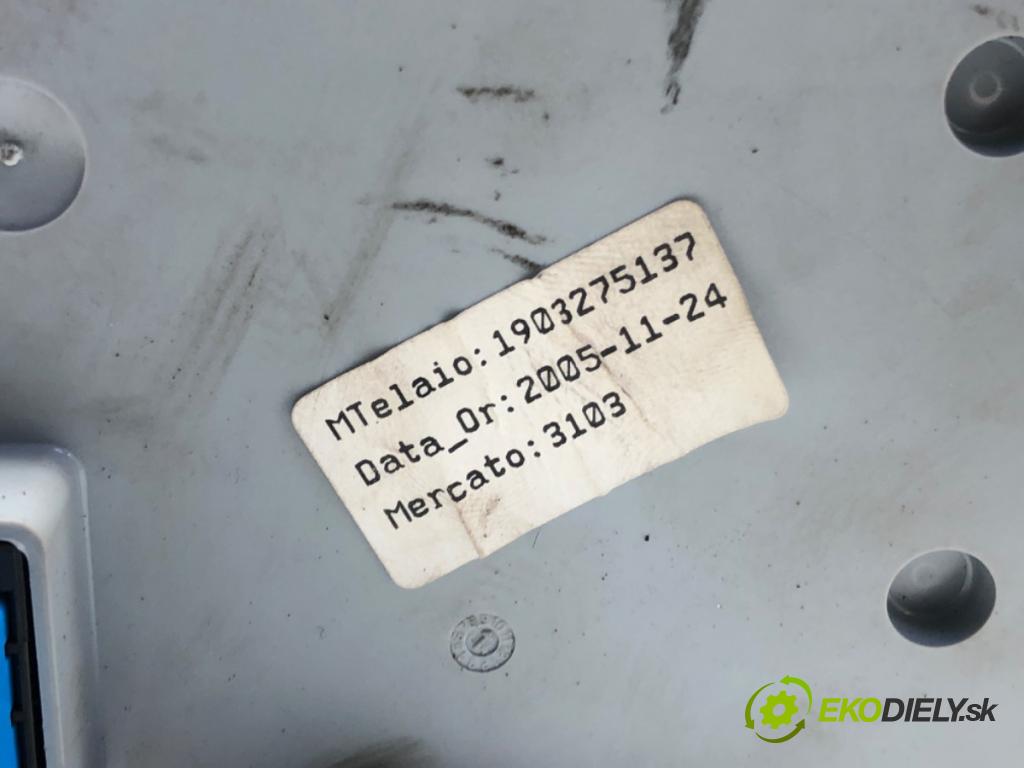 MTelaio:1903275137
Data_Or:2005-11-24
Mercato:3103
EKODIELY.sk